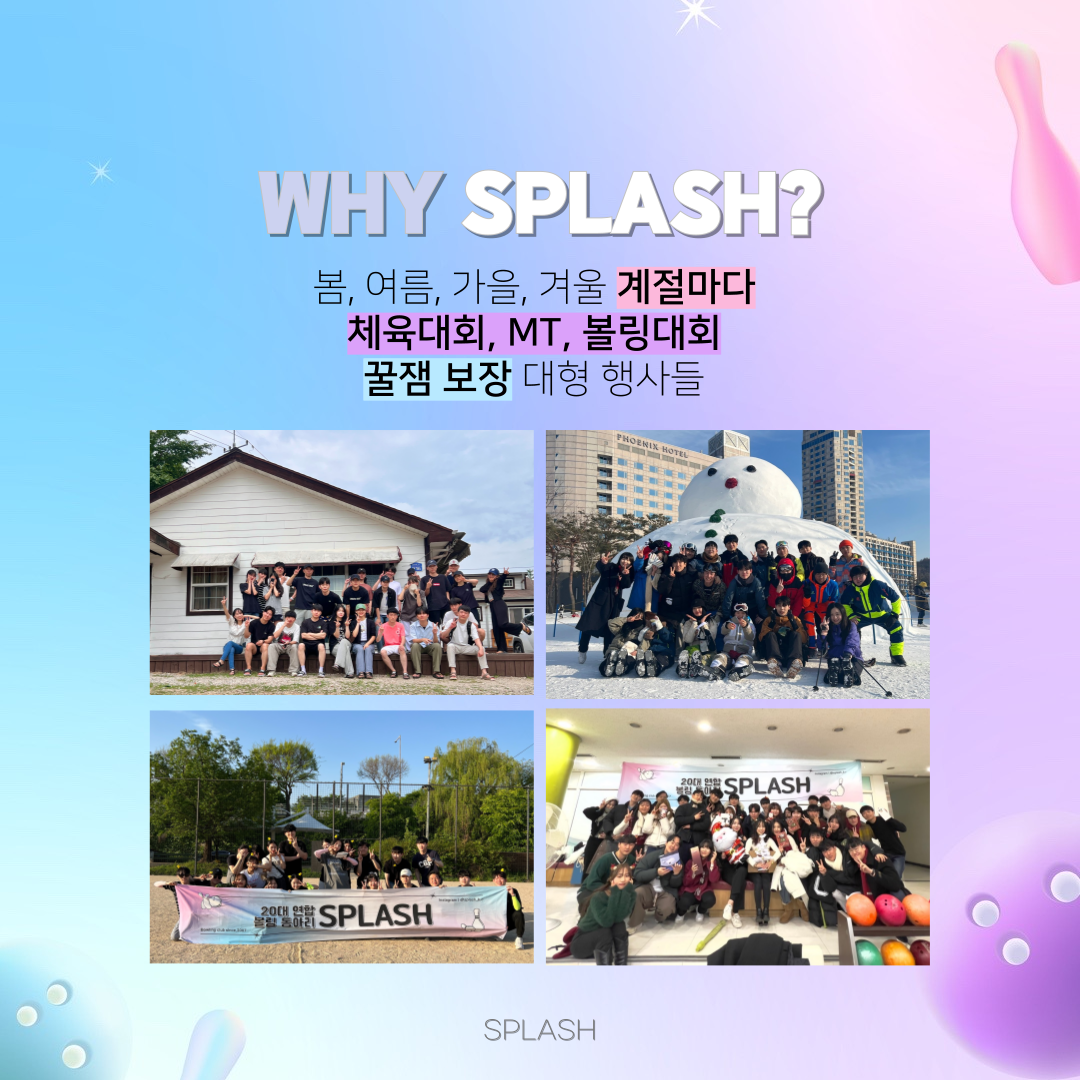 WHY SPLASH?
봄, 여름, 가을, 겨울 계절마다
체육대회, MT, 볼링대회
꿀잼 보장 대형 행사들
PHOENIX HOTEL
20대 연합
볼링 동아리 SPLASH
20대 연합
볼링 동아리 SPLASH
SPLASH